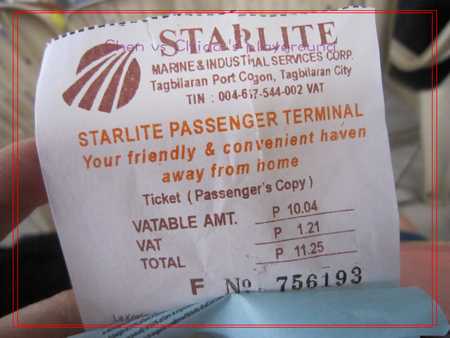 STARLITE
Chen vs Chidar's playground
MARINE & INDUSTRIAL SERVICES CORP.
Tagbilaran Port Cogon, Tagbilaran City
TIN : 004-617-544-002 VAT
STARLITE PASSENGER TERMINAL
Your friendly & convenient haven
away from home
Ticket ( Passenger's Copy )
VATABLE AMT. P 10.04
VAT P 1.21
TOTAL P 11.25
F Nº 756193